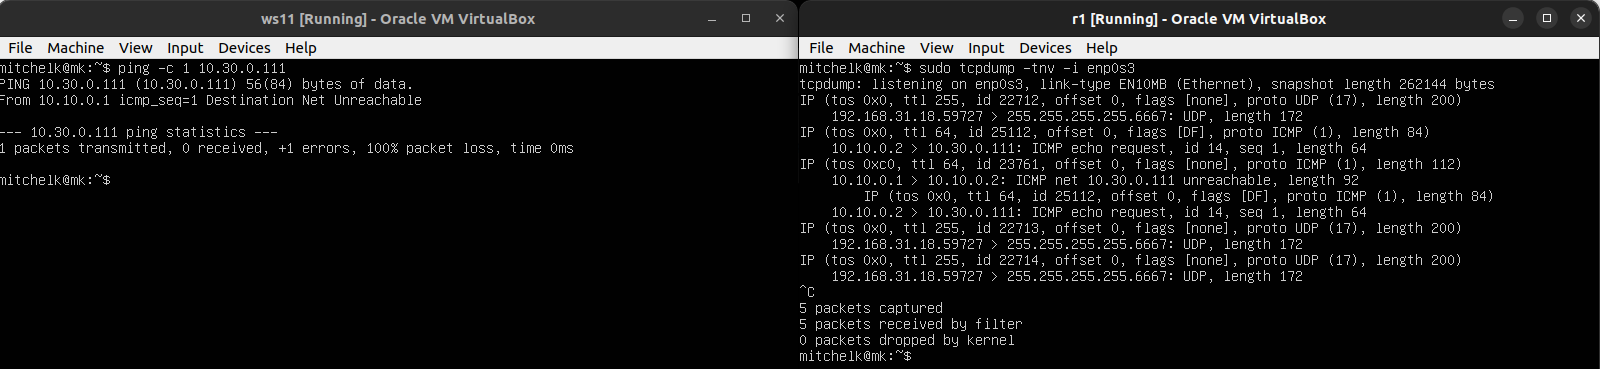 ws11 [Running] - Oracle VM VirtualBox
File Machine View Input Devices Help
mitchelk@mk:~$ ping -c 1 10.30.0.111
PING 10.30.0.111 (10.30.0.111) 56(84) bytes of data.
From 10.10.0.1 icmp_seq=1 Destination Net Unreachable
--- 10.30.0.111 ping statistics ---
1 packets transmitted, 0 received, +1 errors, 100% packet loss, time 0ms
mitchelk@mk:~$
r1 [Running] - Oracle VM VirtualBox
File Machine View Input Devices Help
mitchelk@mk:~$ sudo tcpdump -tnv -i enp0s3
tcpdump: listening on enp0s3, link-type EN10MB (Ethernet), snapshot length 262144 bytes
IP (tos 0x0, ttl 255, id 22712, offset 0, flags [none], proto UDP (17), length 200)
192.168.31.18.59727 > 255.255.255.255.6667: UDP, length 172
IP (tos 0x0, ttl 64, id 25112, offset 0, flags [DF], proto ICMP (1), length 84)
10.10.0.2 > 10.30.0.111: ICMP echo request, id 14, seq 1, length 64
IP (tos 0xc0, ttl 64, id 23761, offset 0, flags [none], proto ICMP (1), length 112)
10.10.0.1 > 10.10.0.2: ICMP net 10.30.0.111 unreachable, length 92
IP (tos 0x0, ttl 64, id 25112, offset 0, flags [DF], proto ICMP (1), length 84)
10.10.0.2 > 10.30.0.111: ICMP echo request, id 14, seq 1, length 64
IP (tos 0x0, ttl 255, id 22713, offset 0, flags [none], proto UDP (17), length 200)
192.168.31.18.59727 > 255.255.255.255.6667: UDP, length 172
IP (tos 0x0, ttl 255, id 22714, offset 0, flags [none], proto UDP (17), length 200)
192.168.31.18.59727 > 255.255.255.255.6667: UDP, length 172
^C
5 packets captured
5 packets received by filter
0 packets dropped by kernel
mitchelk@mk:~$